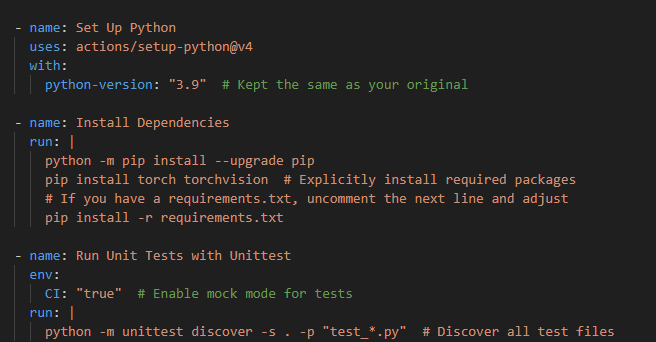 - name: Set Up Python
  uses: actions/setup-python@v4
  with:
    python-version: "3.9"  # Kept the same as your original

- name: Install Dependencies
  run: |
    python -m pip install --upgrade pip
    pip install torch torchvision  # Explicitly install required packages
    # If you have a requirements.txt, uncomment the next line and adjust
    pip install -r requirements.txt

- name: Run Unit Tests with Unittest
  env:
    CI: "true"  # Enable mock mode for tests
  run: |
    python -m unittest discover -s . -p "test_*.py"  # Discover all test files